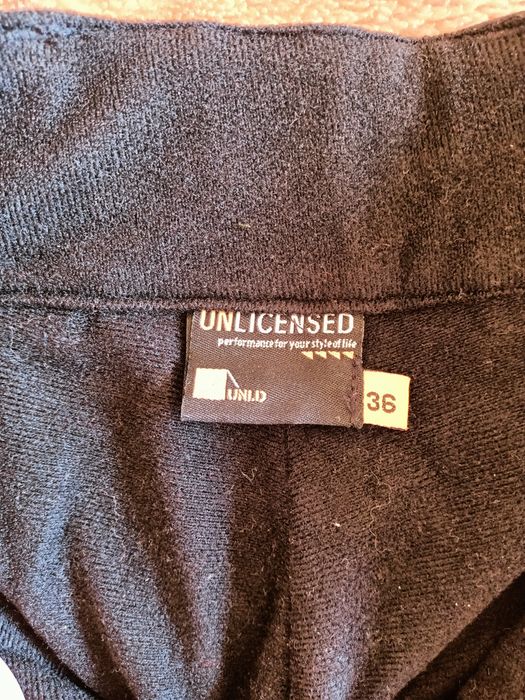 UNLICENSED
performance for your style of life
UNLD
36